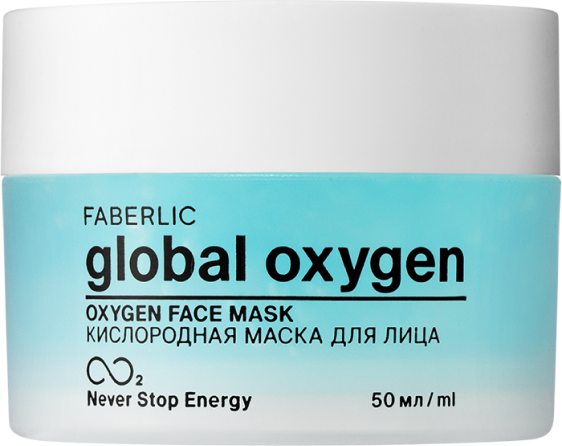 FABERLIC
global oxygen
OXYGEN FACE MASK
КИСЛОРОДНАЯ МАСКА ДЛЯ ЛИЦА
∞₂
Never Stop Energy 50 мл/ml